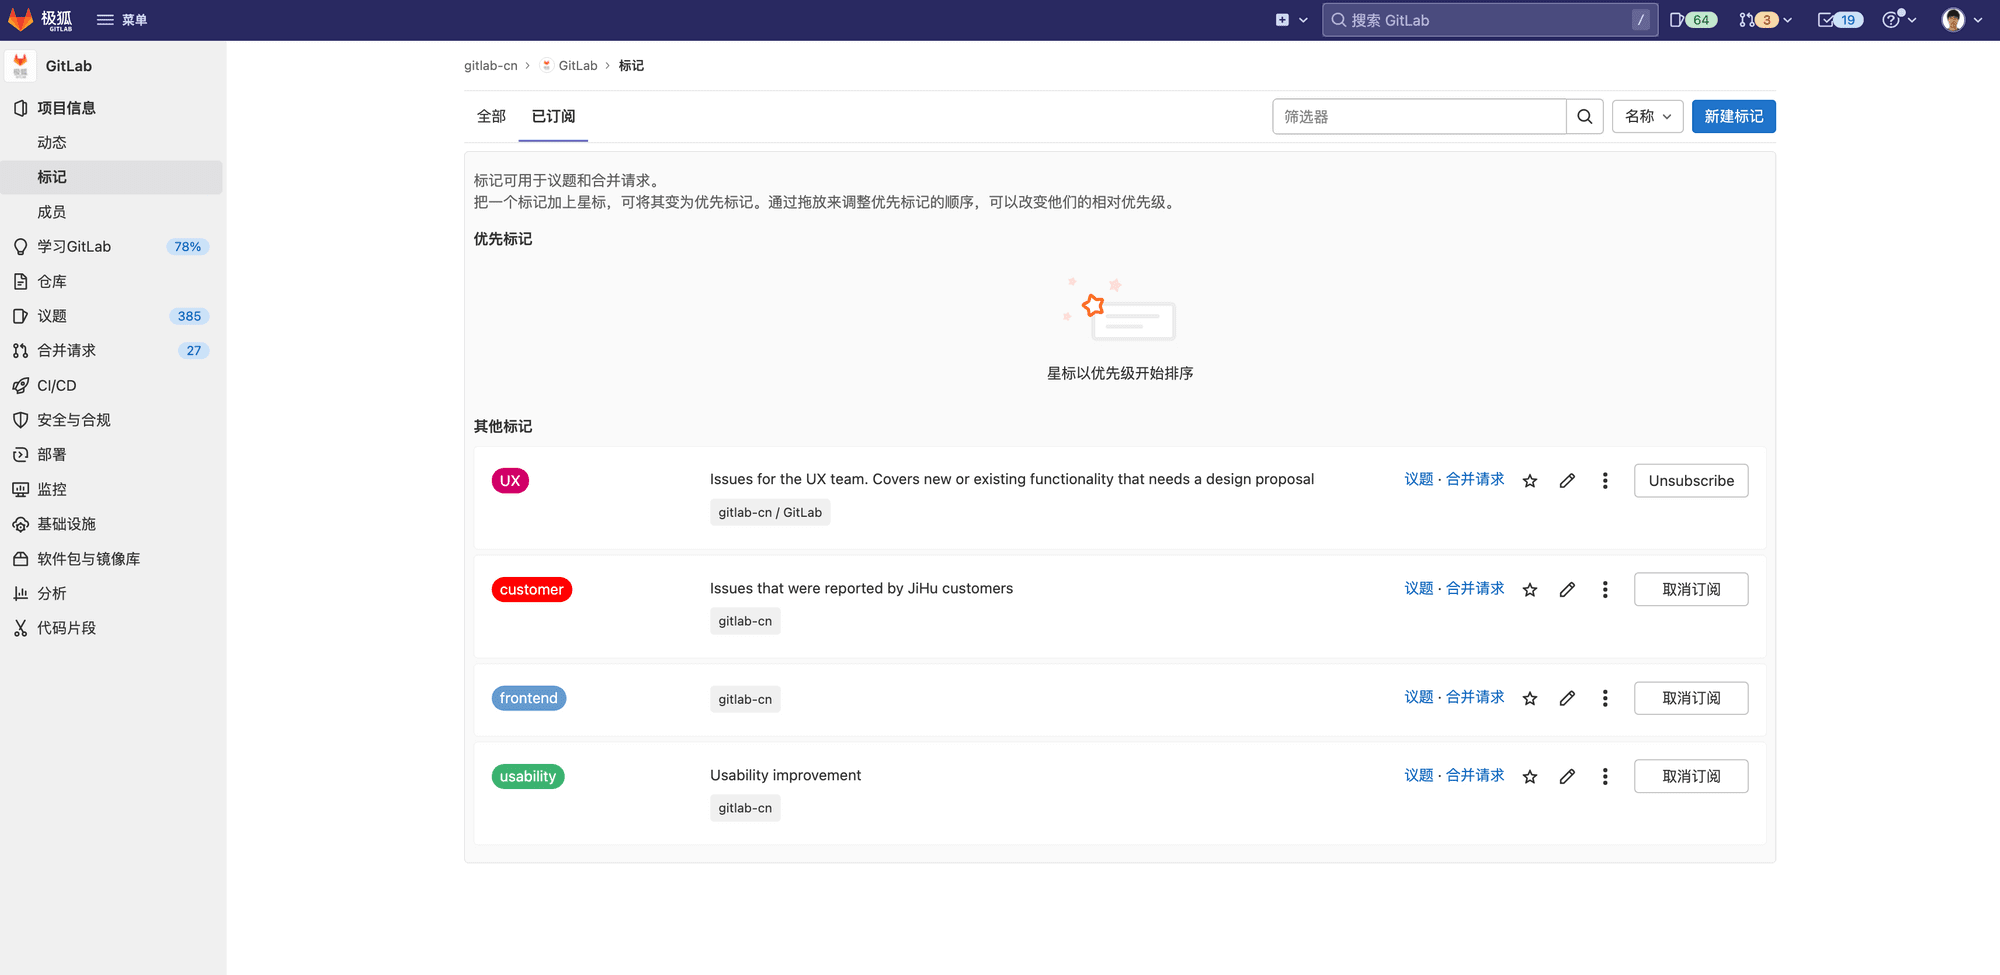 极狐 GITLAB 菜单 搜索 GitLab / 64 3 19
GitLab
项目信息
动态
标记
成员
学习GitLab 78%
仓库
议题 385
合并请求 27
CI/CD
安全与合规
部署
监控
基础设施
软件包与镜像库
分析
代码片段
gitlab-cn › GitLab › 标记
全部 已订阅 筛选器 名称 新建标记
标记可用于议题和合并请求。
把一个标记加上星标，可将其变为优先标记。通过拖放来调整优先标记的顺序，可以改变他们的相对优先级。
优先标记
星标以优先级开始排序
其他标记
UX Issues for the UX team. Covers new or existing functionality that needs a design proposal 议题 · 合并请求 Unsubscribe
gitlab-cn / GitLab
customer Issues that were reported by JiHu customers 议题 · 合并请求 取消订阅
gitlab-cn
frontend gitlab-cn 议题 · 合并请求 取消订阅
usability Usability improvement 议题 · 合并请求 取消订阅
gitlab-cn